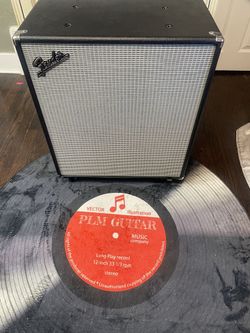 Fender
VECTOR
Illustration
PLM GUITAR
MUSIC
company
Long Play record
12-inch 33 1/3 rpm
stereo